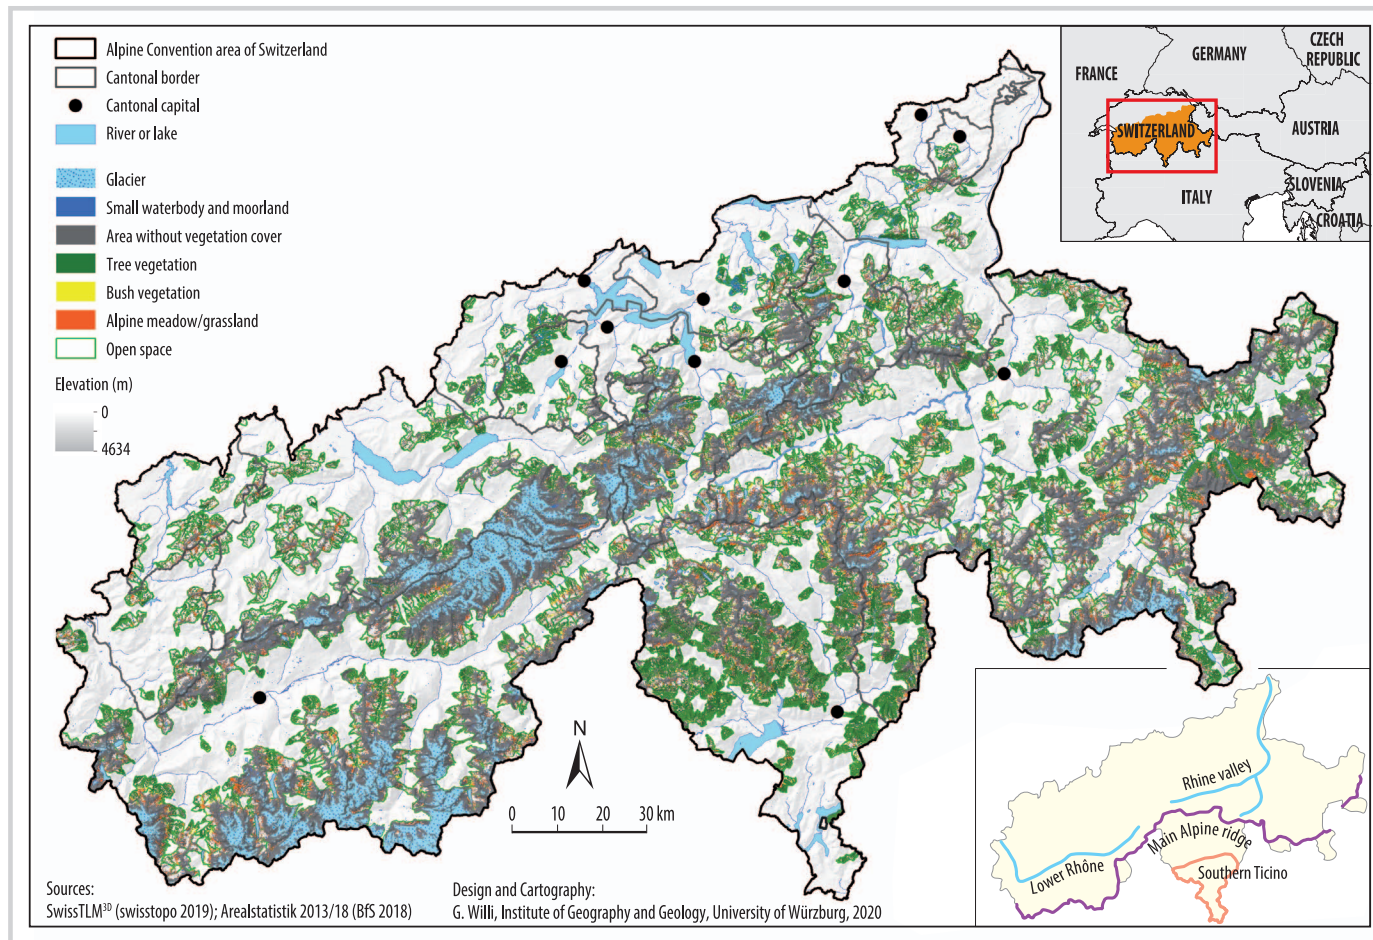 Alpine Convention area of Switzerland
Cantonal border
Cantonal capital
River or lake
Glacier
Small waterbody and moorland
Area without vegetation cover
Tree vegetation
Bush vegetation
Alpine meadow/grassland
Open space
Elevation (m)
0
4634
FRANCE
GERMANY
CZECH
REPUBLIC
SWITZERLAND
AUSTRIA
ITALY
SLOVENIA
CROATIA
N
0 10 20 30 km
Rhine valley
Main Alpine ridge
Lower Rhône
Southern Ticino
Sources:
SwissTLM3D (swisstopo 2019); Arealstatistik 2013/18 (BfS 2018)
Design and Cartography:
G. Willi, Institute of Geography and Geology, University of Würzburg, 2020